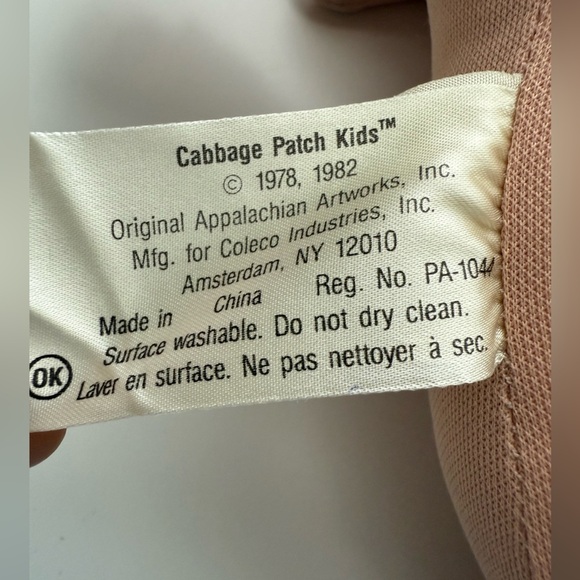 Cabbage Patch Kids™
© 1978, 1982
Original Appalachian Artworks, Inc.
Mfg. for Coleco Industries, Inc.
Amsterdam, NY 12010
Made in China Reg. No. PA-1044
Surface washable. Do not dry clean.
OK Laver en surface. Ne pas nettoyer à sec.